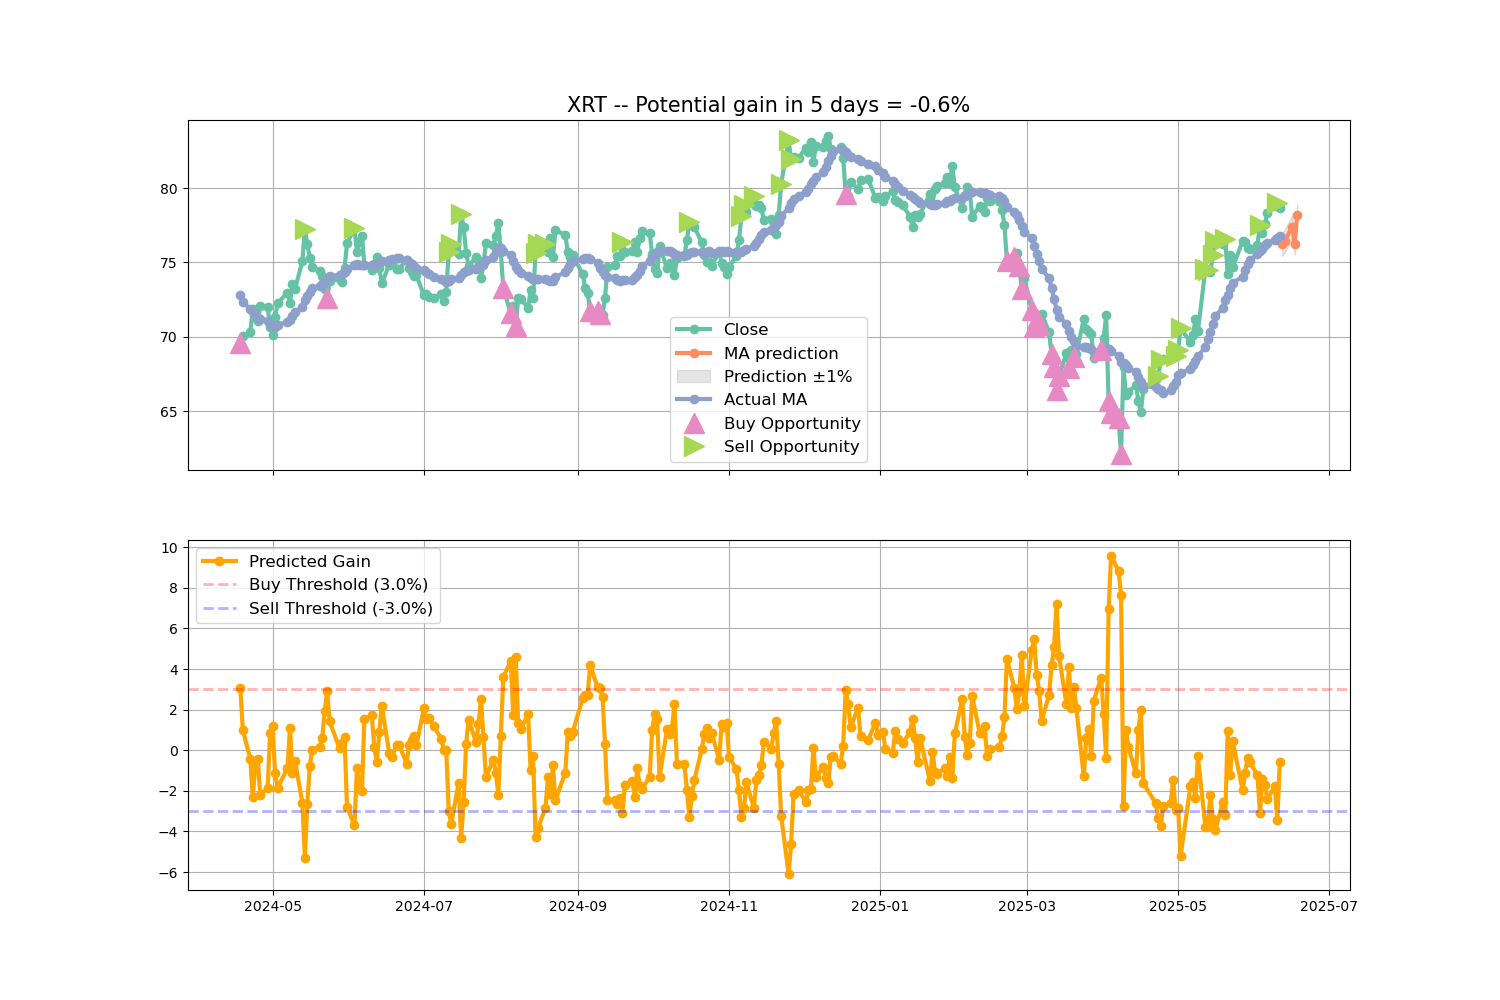 XRT -- Potential gain in 5 days = -0.6%
80
75
70
65
Close
MA prediction
Prediction ±1%
Actual MA
Buy Opportunity
Sell Opportunity
10
8
6
4
2
0
−2
−4
−6
Predicted Gain
Buy Threshold (3.0%)
Sell Threshold (-3.0%)
2024-05 2024-07 2024-09 2024-11 2025-01 2025-03 2025-05 2025-07